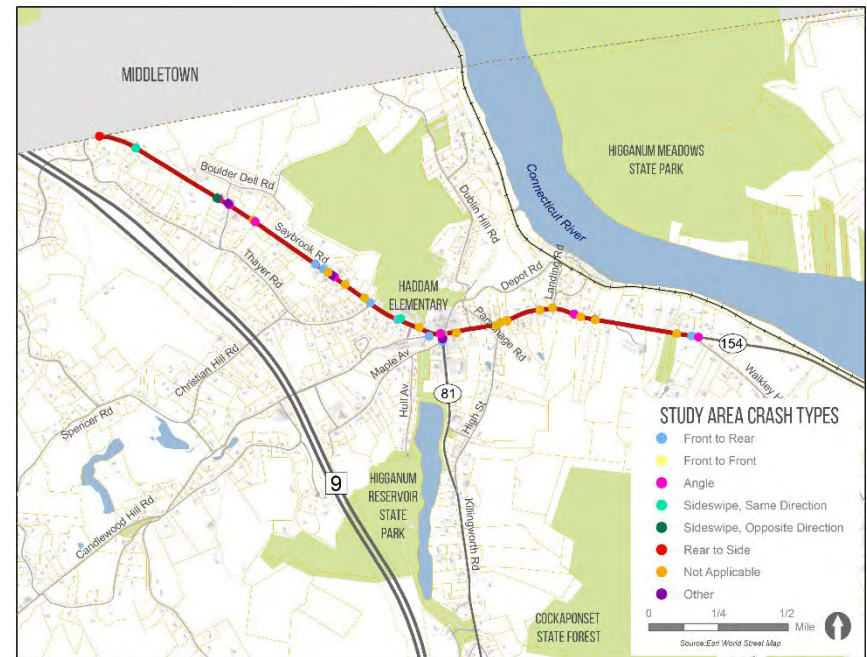 MIDDLETOWN
HIGGANUM MEADOWS
STATE PARK
Connecticut River
Boulder Dell Rd
Dublin Hill Rd
Saybrook Rd
Thayer Rd
Depot Rd
Landing Rd
HADDAM
ELEMENTARY
Parsonage Rd
154
Christian Hill Rd
Maple Av
Walkley H
81
Hull Av
High St
Spencer Rd
9
Candlewood Hill Rd
HIGGANUM
RESERVOIR
STATE
PARK
Killingworth Rd
COCKAPONSET
STATE FOREST
STUDY AREA CRASH TYPES
Front to Rear
Front to Front
Angle
Sideswipe, Same Direction
Sideswipe, Opposite Direction
Rear to Side
Not Applicable
Other
0 1/4 1/2
Mile
Source:Esri World Street Map